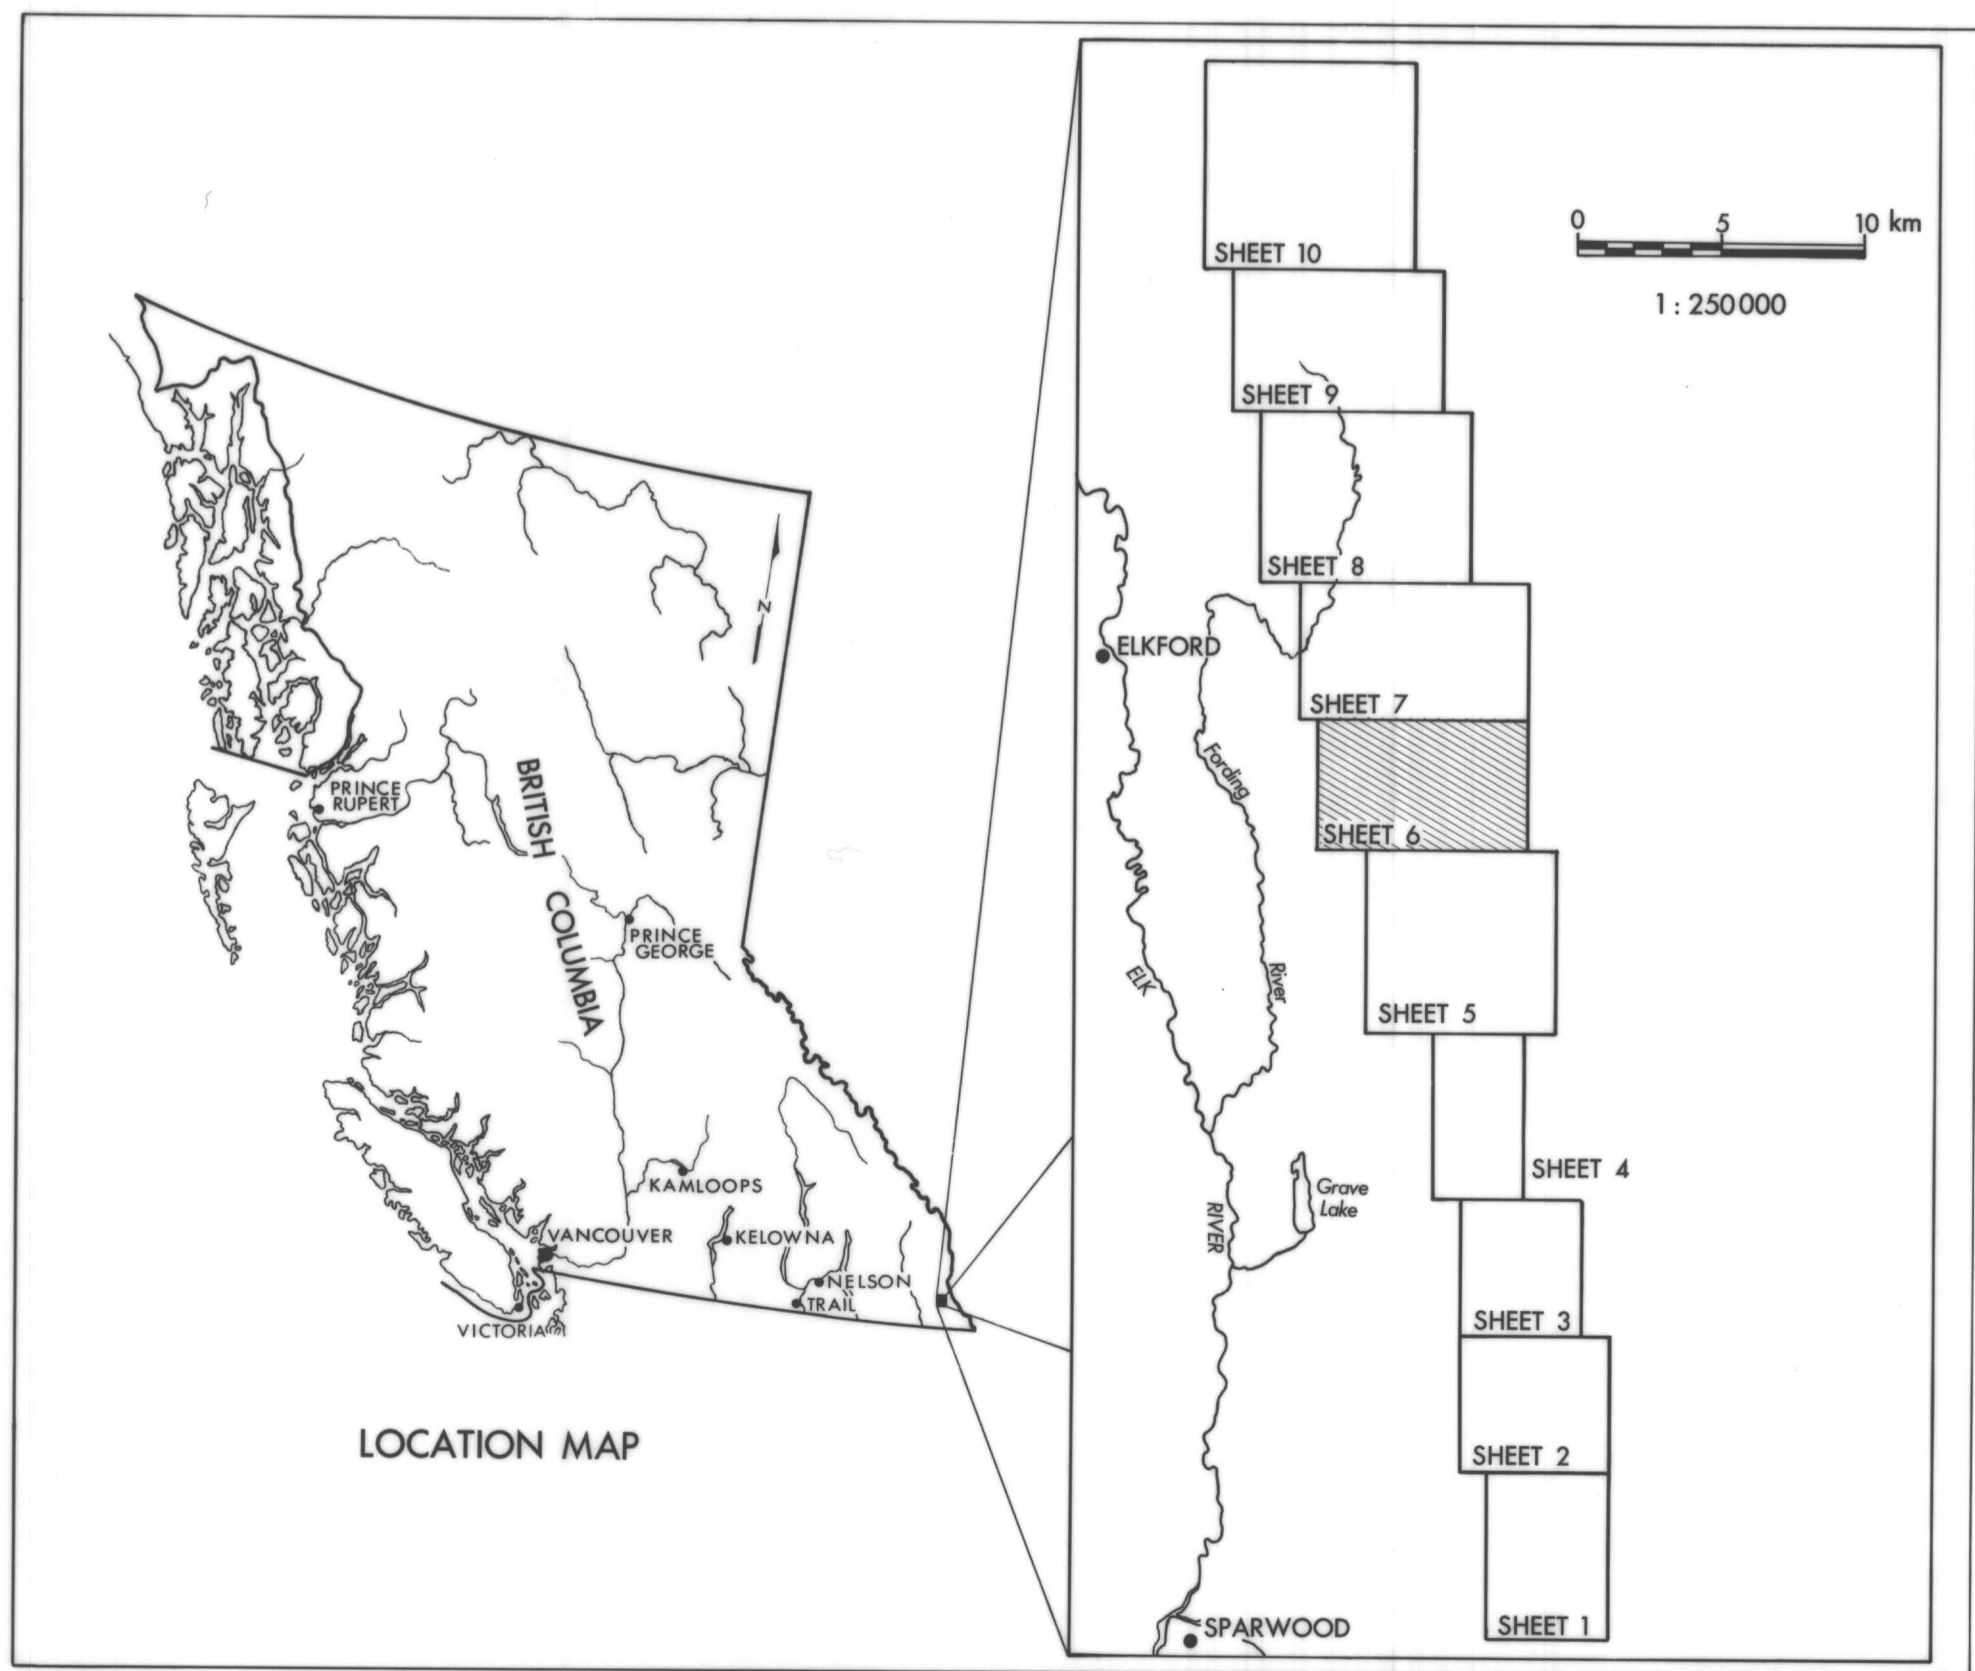 PRINCE
RUPERT
BRITISH
COLUMBIA
N
PRINCE
GEORGE
KAMLOOPS
VANCOUVER
KELOWNA
NELSON
TRAIL
VICTORIA
LOCATION MAP
SHEET 10
0 5 10 km
1 : 250 000
SHEET 9
SHEET 8
ELKFORD
SHEET 7
Fording
SHEET 6
ELK
River
SHEET 5
SHEET 4
Grave
Lake
RIVER
SHEET 3
SHEET 2
SHEET 1
SPARWOOD